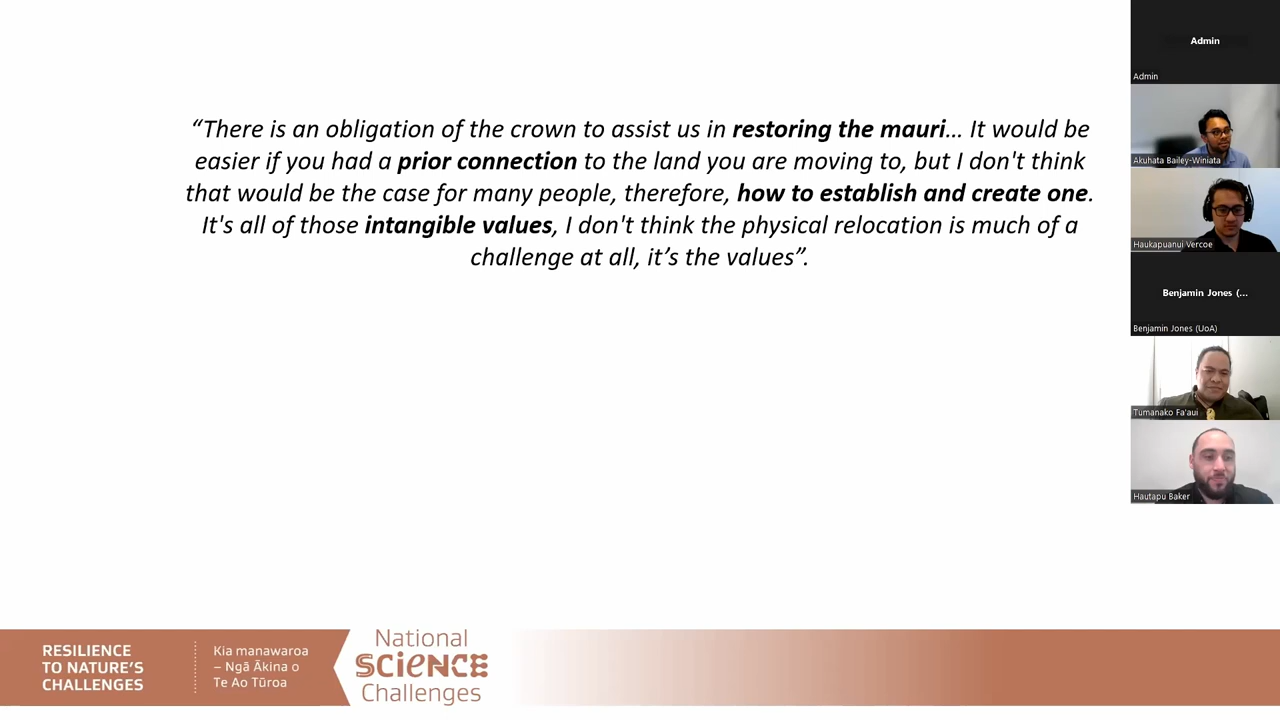 “There is an obligation of the crown to assist us in restoring the mauri... It would be
easier if you had a prior connection to the land you are moving to, but I don't think
that would be the case for many people, therefore, how to establish and create one.
It's all of those intangible values, I don't think the physical relocation is much of a
challenge at all, it’s the values”.
Admin
Admin
Akuhata Bailey-Winiata
Haukapuanui Vercoe
Benjamin Jones (...
Benjamin Jones (UoA)
Tumanako Fa'aui
Hautapu Baker
RESILIENCE
TO NATURE'S
CHALLENGES
Kia manawaroa
– Ngā Ākina o
Te Ao Tūroa
National
SCIENCE
Challenges